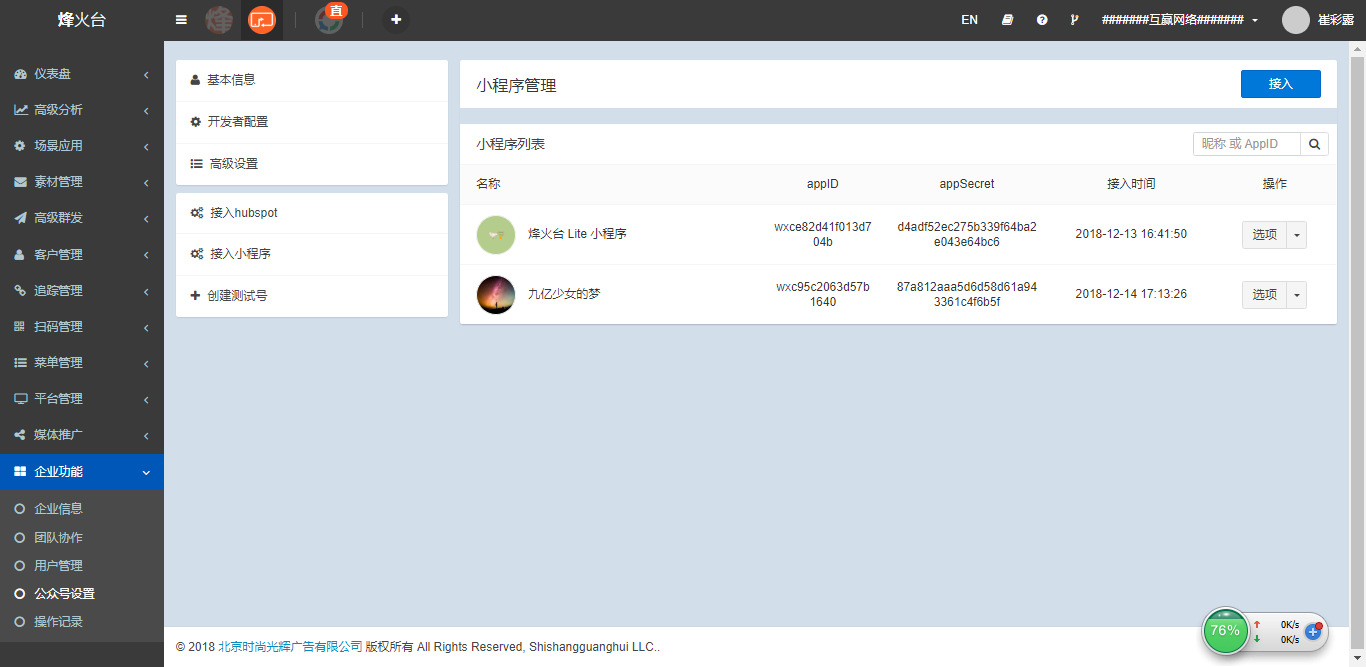 烽火台
烽
直
EN
#######互赢网络#######
崔彩露
仪表盘
高级分析
场景应用
素材管理
高级群发
客户管理
追踪管理
扫码管理
菜单管理
平台管理
媒体推广
企业功能
企业信息
团队协作
用户管理
公众号设置
操作记录
基本信息
开发者配置
高级设置
接入hubspot
接入小程序
创建测试号
小程序管理
接入
小程序列表
昵称 或 AppID
名称 appID appSecret 接入时间 操作
烽火台 Lite 小程序 wxce82d41f013d7 d4adf52ec275b339f64ba2 2018-12-13 16:41:50 选项
04b e043e64bc6
九亿少女的梦 wxc95c2063d57b 87a812aaa5d6d58d61a94 2018-12-14 17:13:26 选项
1640 3361c4f6b5f
© 2018 北京时尚光辉广告有限公司 版权所有 All Rights Reserved, Shishangguanghui LLC..
76%
0K/s
0K/s